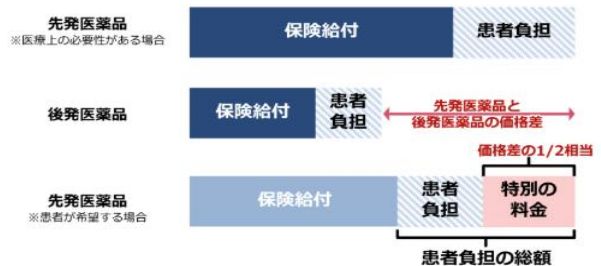 先発医薬品
※医療上の必要性がある場合
保険給付
患者負担
後発医薬品
保険給付
患者
負担
先発医薬品と
後発医薬品の価格差
価格差の1/2相当
先発医薬品
※患者が希望する場合
保険給付
患者
負担
特別の
料金
患者負担の総額